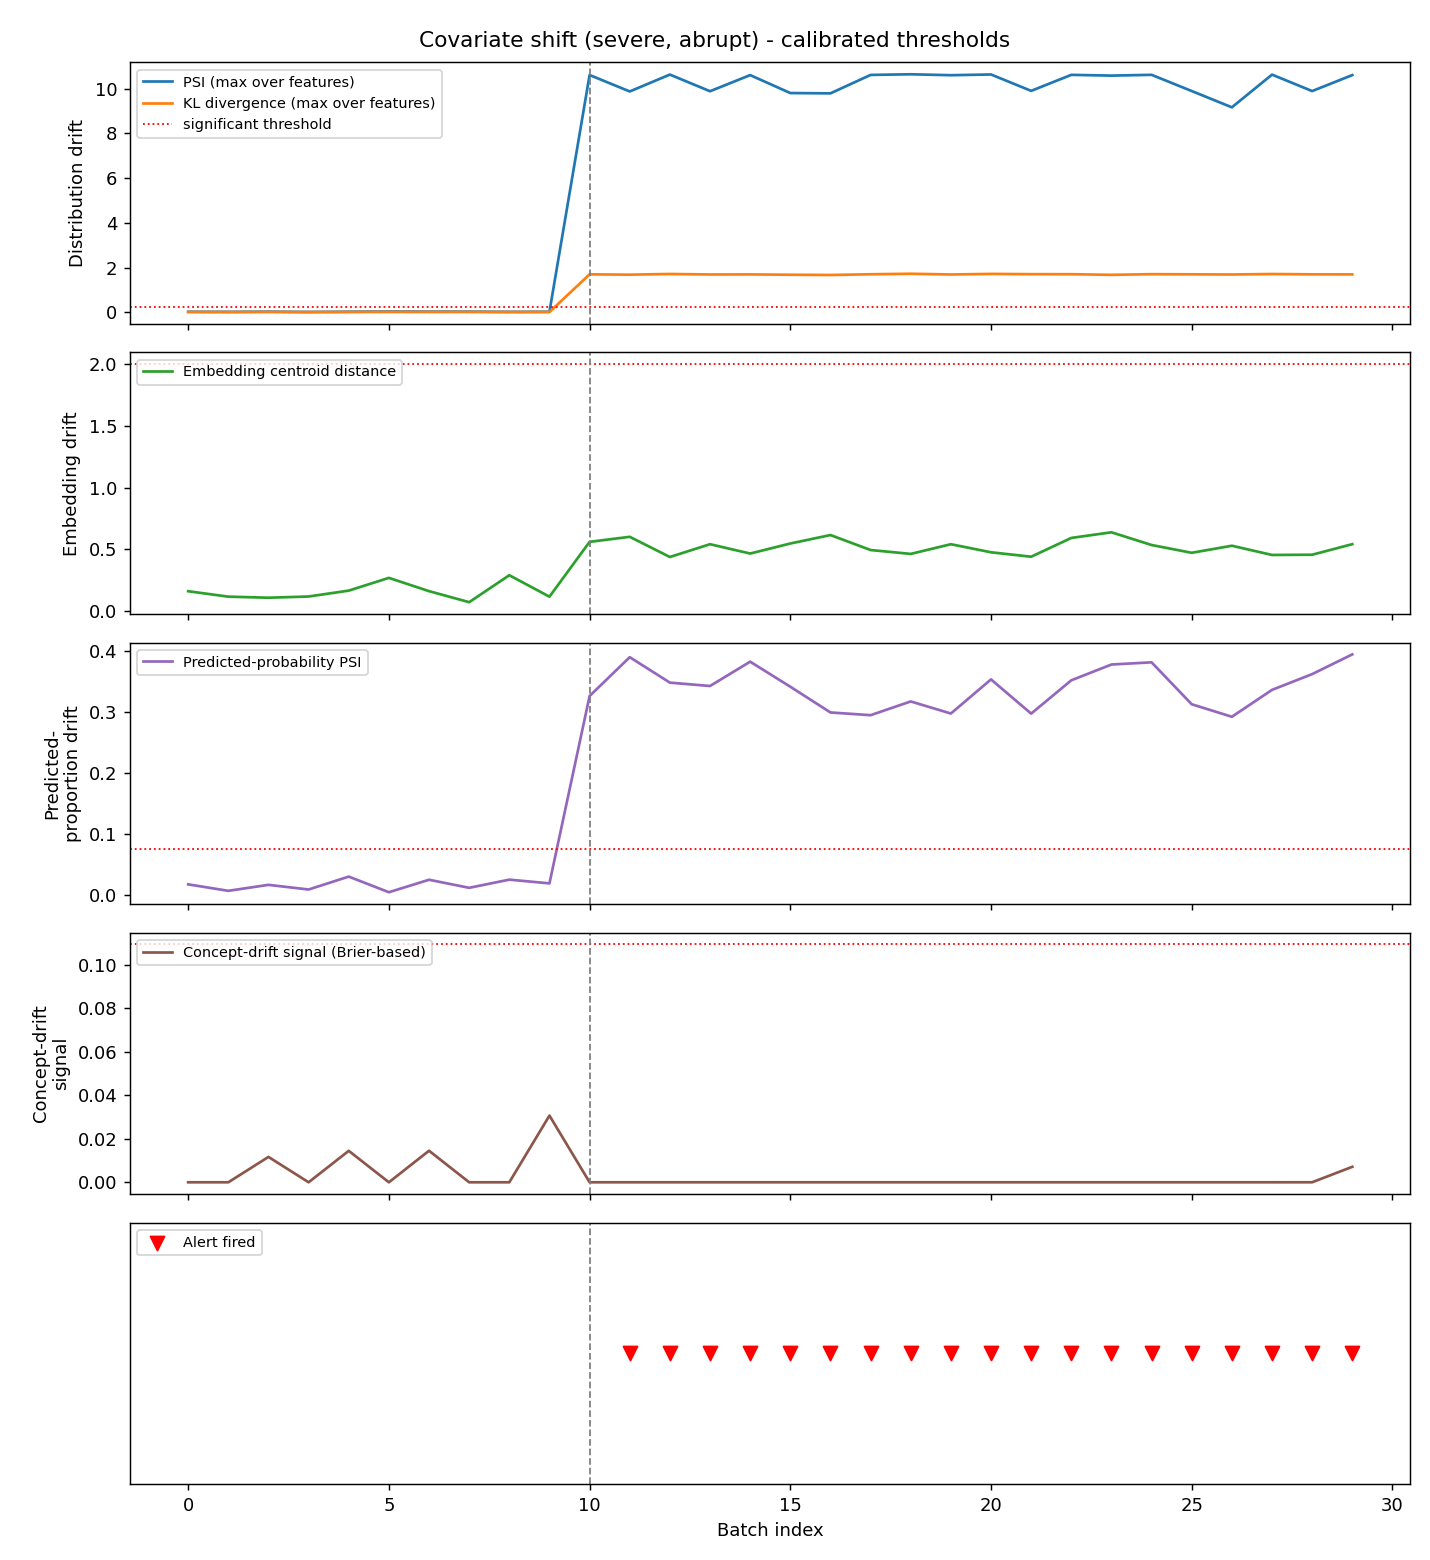 Covariate shift (severe, abrupt) - calibrated thresholds
PSI (max over features)
KL divergence (max over features)
significant threshold
Distribution drift
10
8
6
4
2
0
Embedding centroid distance
Embedding drift
2.0
1.5
1.0
0.5
0.0
Predicted-probability PSI
Predicted-
proportion drift
0.4
0.3
0.2
0.1
0.0
Concept-drift signal (Brier-based)
Concept-drift
signal
0.10
0.08
0.06
0.04
0.02
0.00
Alert fired
0 5 10 15 20 25 30
Batch index